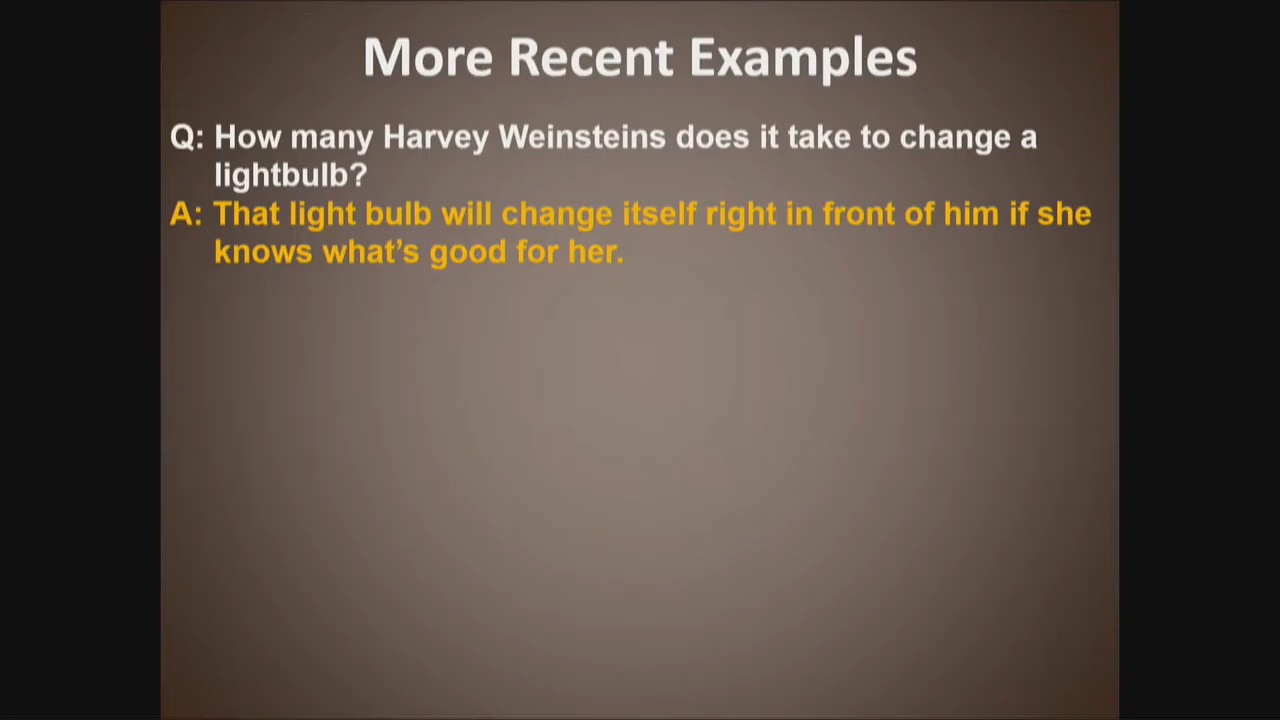 More Recent Examples
Q: How many Harvey Weinsteins does it take to change a
lightbulb?
A: That light bulb will change itself right in front of him if she
knows what’s good for her.